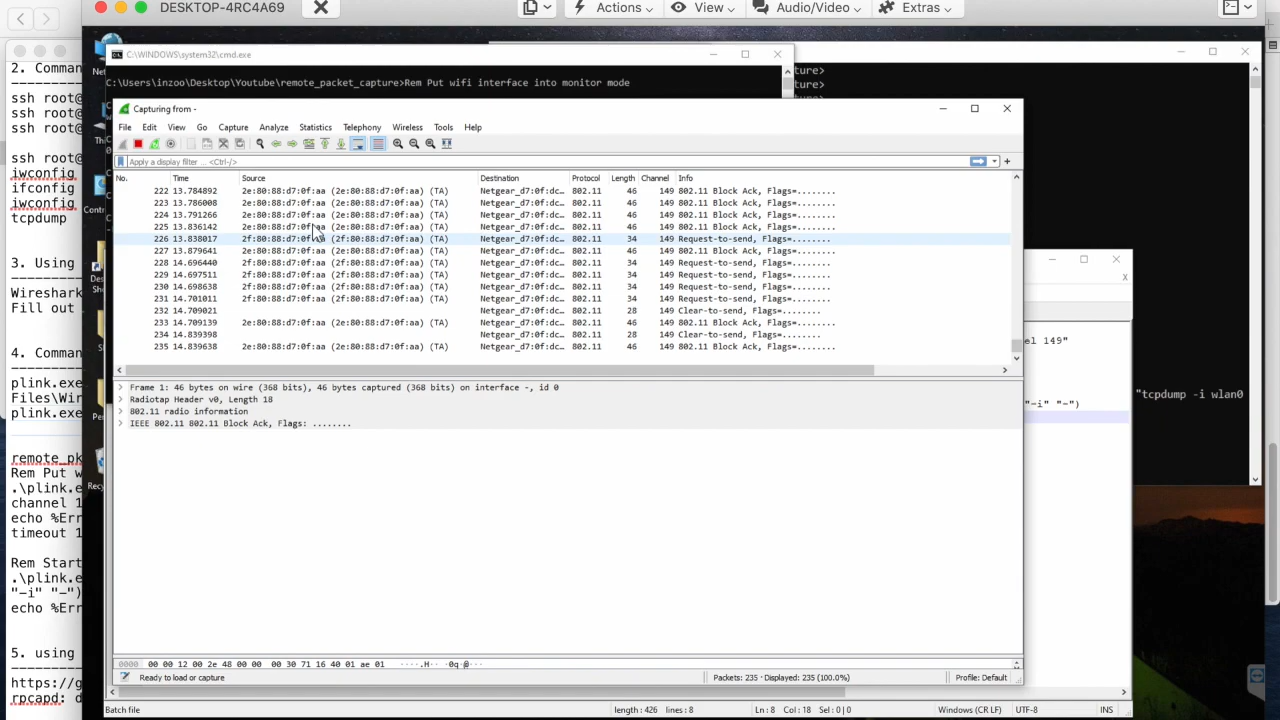 DESKTOP-4RC4A69
Actions
View
Audio/Video
Extras
2. Comman
ssh root@
ssh root@
ssh root@
ssh root@
iwconfig
ifconfig
iwconfig
tcpdump
3. Using
Wireshark
Fill out
4. Comman
plink.exe
Files\Wir
plink.exe
remote_pk
Rem Put w
.\plink.e
channel 1
echo %Err
timeout 1
Rem Start
.\plink.e
"-i" "-")
echo %Err
5. using
https://g
rpcapd: d
C:\WINDOWS\system32\cmd.exe
C:\Users\inzoo\Desktop\Youtube\remote_packet_capture>Rem Put wifi interface into monitor mode
ture>
ture>
Capturing from -
File Edit View Go Capture Analyze Statistics Telephony Wireless Tools Help
Apply a display filter ... <Ctrl-/>
No. Time Source Destination Protocol Length Channel Info
222 13.784892 2e:80:88:d7:0f:aa (2e:80:88:d7:0f:aa) (TA) Netgear_d7:0f:dc… 802.11 46 149 802.11 Block Ack, Flags=........
223 13.786008 2e:80:88:d7:0f:aa (2e:80:88:d7:0f:aa) (TA) Netgear_d7:0f:dc… 802.11 46 149 802.11 Block Ack, Flags=........
224 13.791266 2e:80:88:d7:0f:aa (2e:80:88:d7:0f:aa) (TA) Netgear_d7:0f:dc… 802.11 46 149 802.11 Block Ack, Flags=........
225 13.836142 2e:80:88:d7:0f:aa (2e:80:88:d7:0f:aa) (TA) Netgear_d7:0f:dc… 802.11 46 149 802.11 Block Ack, Flags=........
226 13.838017 2f:80:88:d7:0f:aa (2f:80:88:d7:0f:aa) (TA) Netgear_d7:0f:dc… 802.11 34 149 Request-to-send, Flags=........
227 13.879641 2e:80:88:d7:0f:aa (2e:80:88:d7:0f:aa) (TA) Netgear_d7:0f:dc… 802.11 46 149 802.11 Block Ack, Flags=........
228 14.696440 2f:80:88:d7:0f:aa (2f:80:88:d7:0f:aa) (TA) Netgear_d7:0f:dc… 802.11 34 149 Request-to-send, Flags=........
229 14.697511 2f:80:88:d7:0f:aa (2f:80:88:d7:0f:aa) (TA) Netgear_d7:0f:dc… 802.11 34 149 Request-to-send, Flags=........
230 14.698638 2f:80:88:d7:0f:aa (2f:80:88:d7:0f:aa) (TA) Netgear_d7:0f:dc… 802.11 34 149 Request-to-send, Flags=........
231 14.701011 2f:80:88:d7:0f:aa (2f:80:88:d7:0f:aa) (TA) Netgear_d7:0f:dc… 802.11 34 149 Request-to-send, Flags=........
232 14.709021 Netgear_d7:0f:dc… 802.11 28 149 Clear-to-send, Flags=........
233 14.709139 2e:80:88:d7:0f:aa (2e:80:88:d7:0f:aa) (TA) Netgear_d7:0f:dc… 802.11 46 149 802.11 Block Ack, Flags=........
234 14.839398 Netgear_d7:0f:dc… 802.11 28 149 Clear-to-send, Flags=........
235 14.839638 2e:80:88:d7:0f:aa (2e:80:88:d7:0f:aa) (TA) Netgear_d7:0f:dc… 802.11 46 149 802.11 Block Ack, Flags=........
Frame 1: 46 bytes on wire (368 bits), 46 bytes captured (368 bits) on interface -, id 0
Radiotap Header v0, Length 18
802.11 radio information
IEEE 802.11 802.11 Block Ack, Flags: ........
0000 00 00 12 00 2e 48 00 00 00 30 71 16 40 01 ae 01 ·····.H·· ·0q·@···
Ready to load or capture
Packets: 235 · Displayed: 235 (100.0%)
Profile: Default
el 149"
"tcpdump -i wlan0
"-i" "-")
Batch file
length : 426 lines : 8
Ln : 8 Col : 18 Sel : 0 | 0
Windows (CR LF)
UTF-8
INS